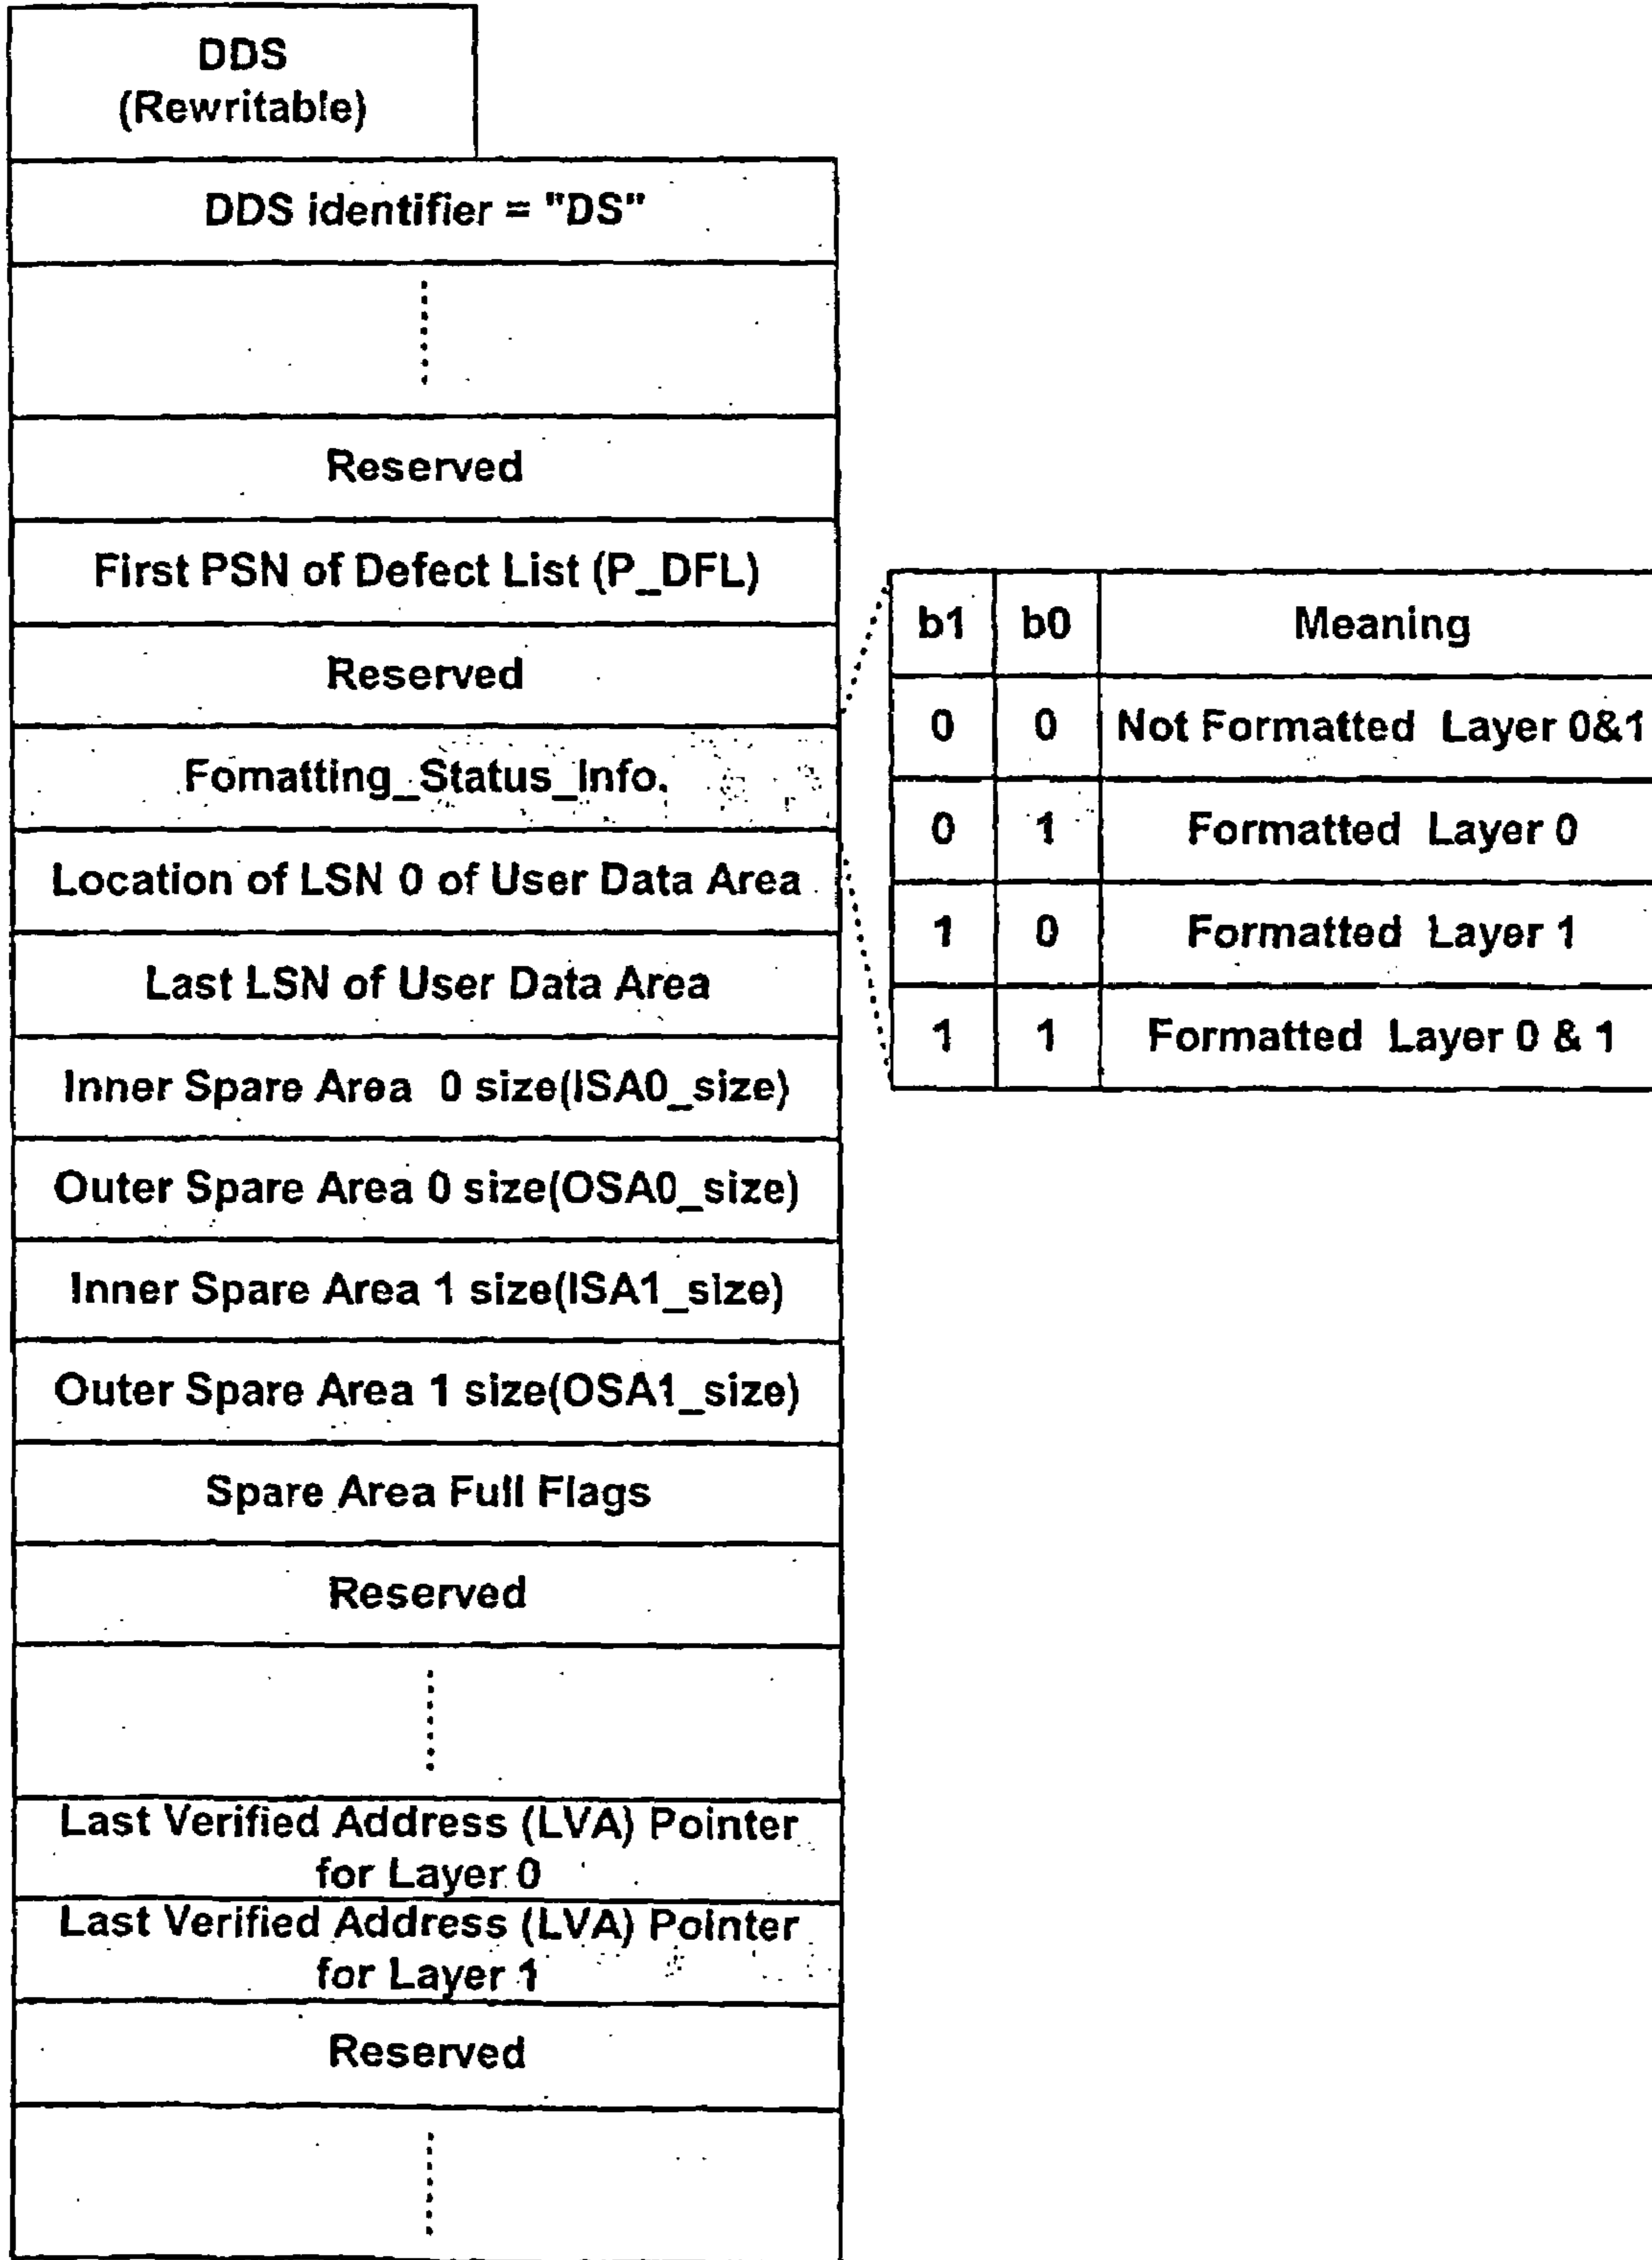 DDS
(Rewritable)
DDS identifier = "DS"
Reserved
First PSN of Defect List (P_DFL)
Reserved
Fomatting_Status_Info.
Location of LSN 0 of User Data Area
Last LSN of User Data Area
Inner Spare Area 0 size(ISA0_size)
Outer Spare Area 0 size(OSA0_size)
Inner Spare Area 1 size(ISA1_size)
Outer Spare Area 1 size(OSA1_size)
Spare Area Full Flags
Reserved
Last Verified Address (LVA) Pointer
for Layer 0
Last Verified Address (LVA) Pointer
for Layer 1
Reserved
b1 b0 Meaning
0 0 Not Formatted Layer 0&1
0 1 Formatted Layer 0
1 0 Formatted Layer 1
1 1 Formatted Layer 0 & 1